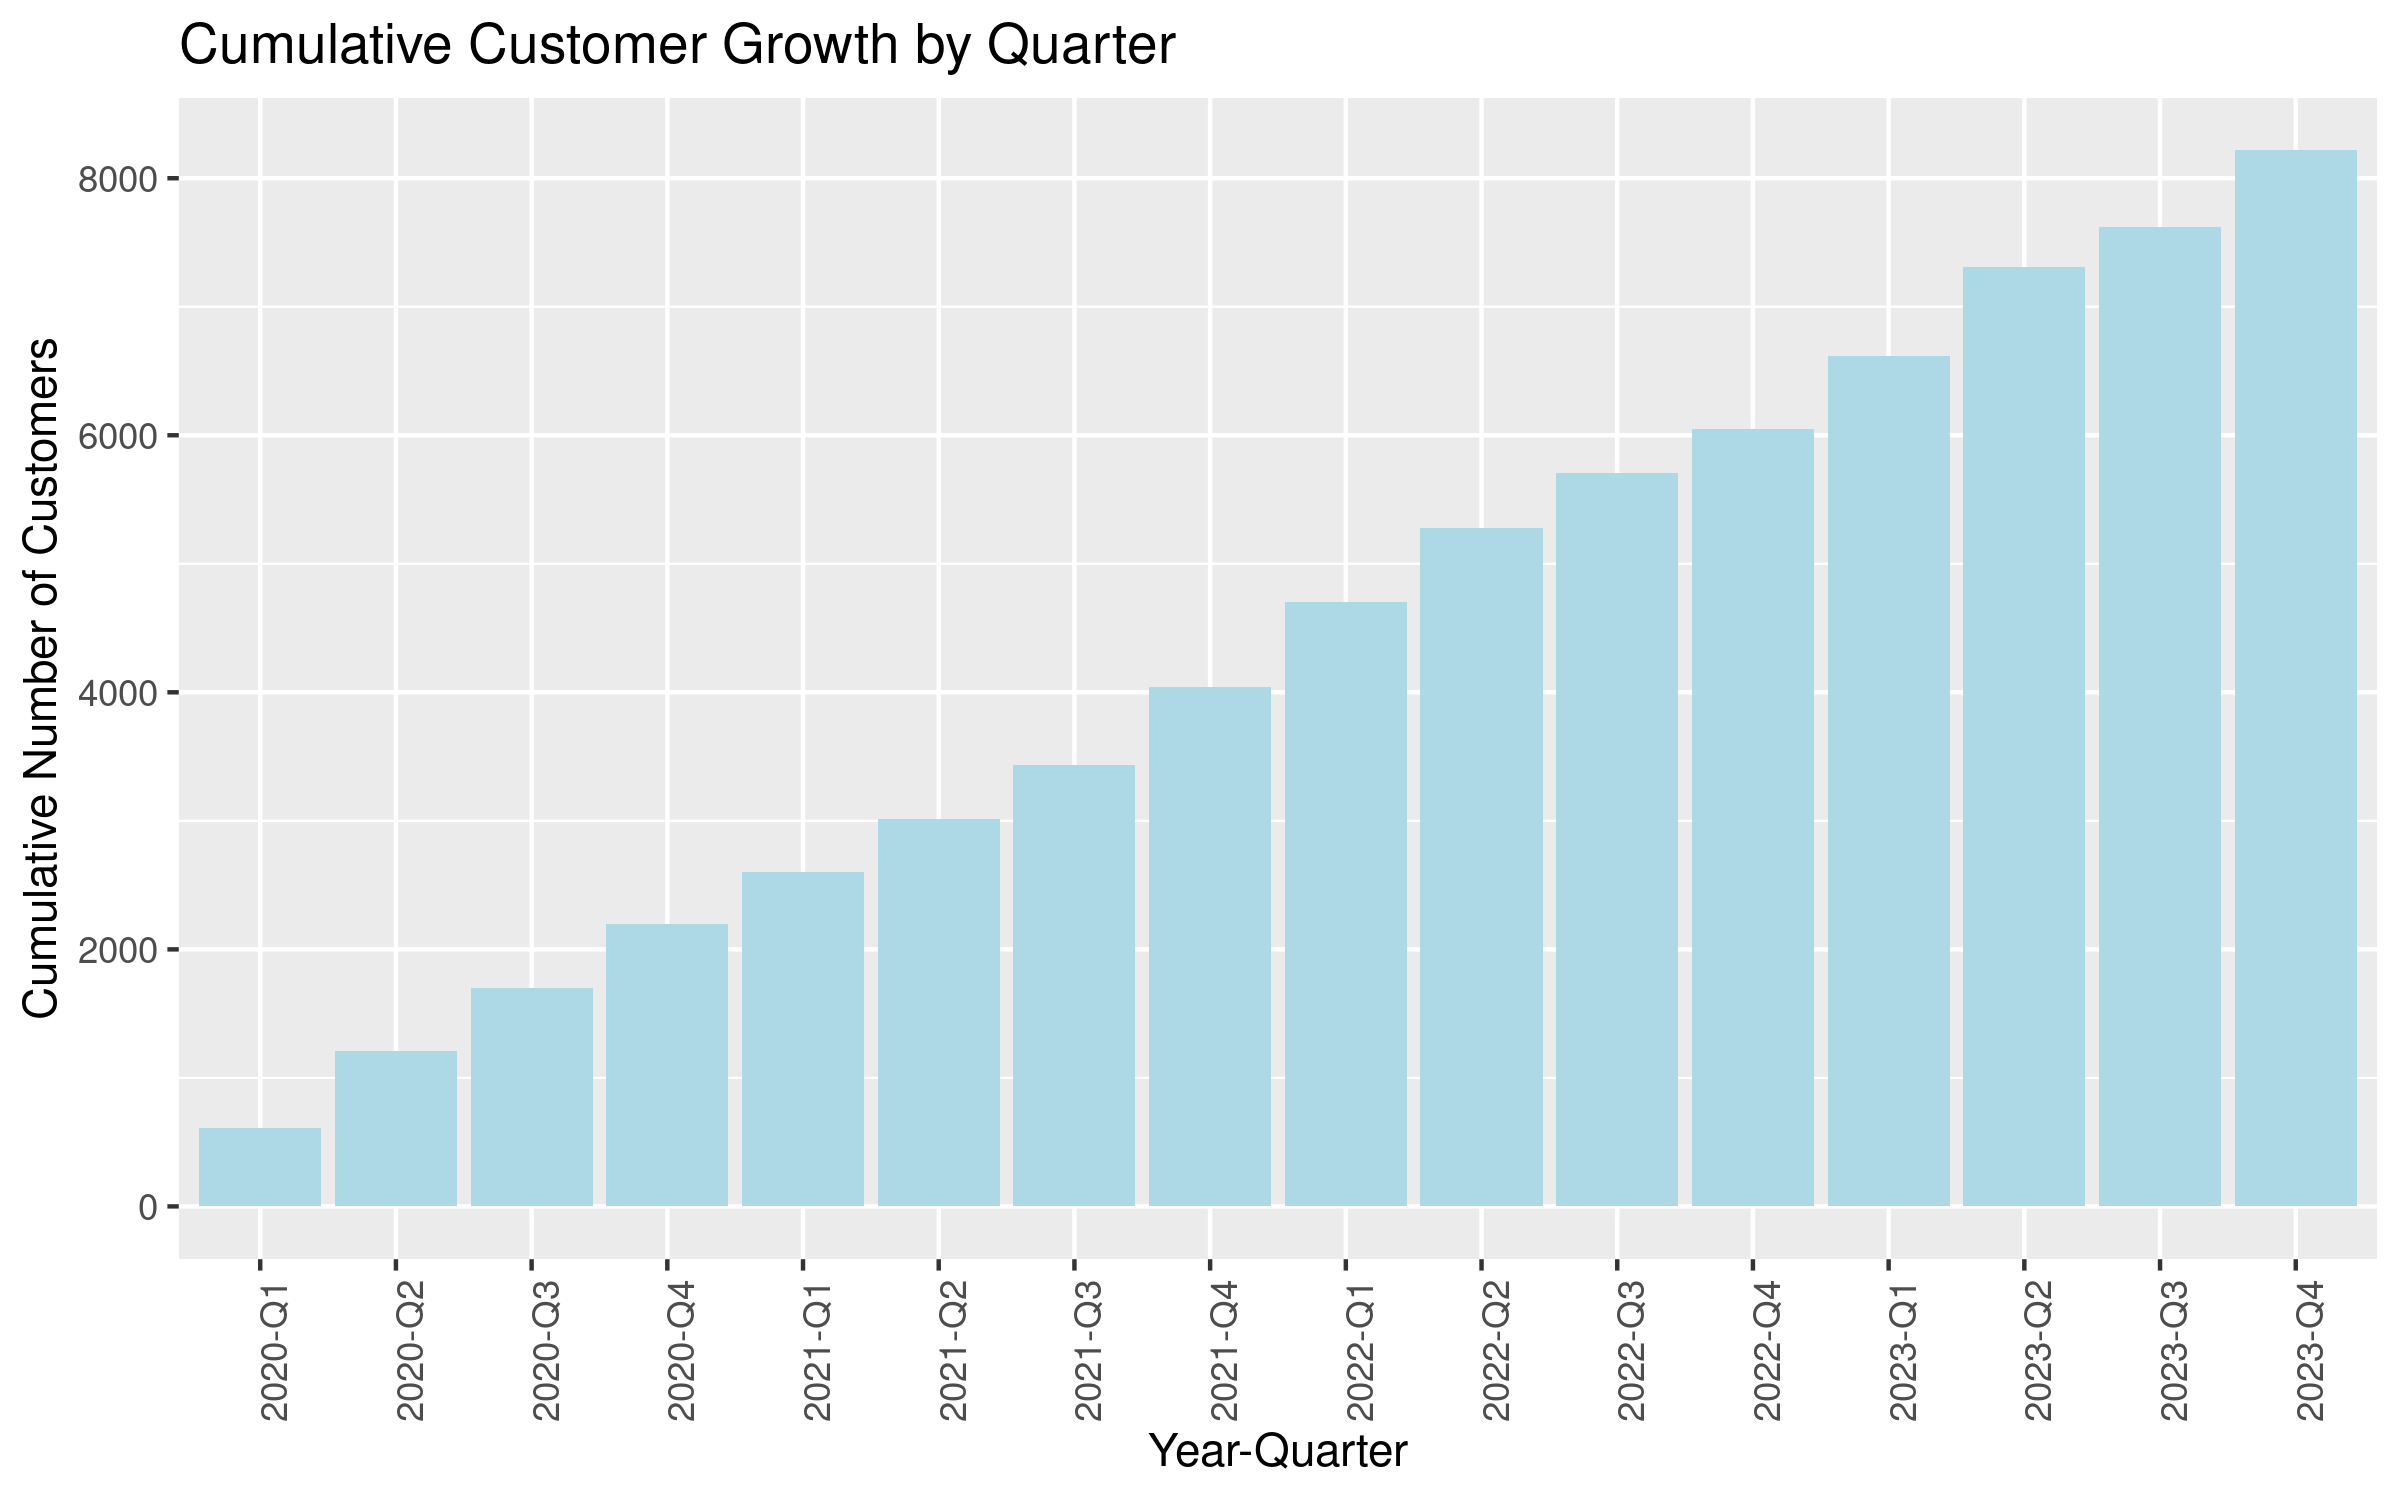 Cumulative Customer Growth by Quarter
Cumulative Number of Customers
8000
6000
4000
2000
0
2020-Q1
2020-Q2
2020-Q3
2020-Q4
2021-Q1
2021-Q2
2021-Q3
2021-Q4
2022-Q1
2022-Q2
2022-Q3
2022-Q4
2023-Q1
2023-Q2
2023-Q3
2023-Q4
Year-Quarter